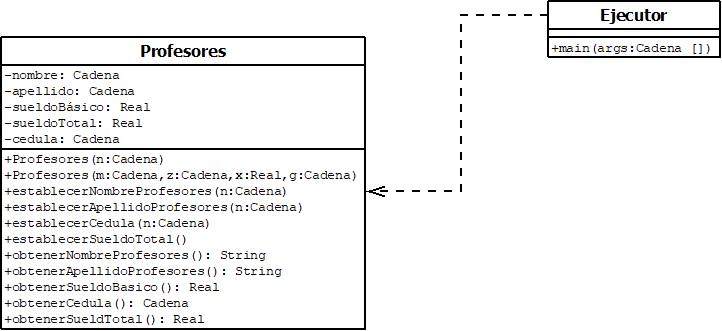 Ejecutor
+main(args:Cadena [])
Profesores
-nombre: Cadena
-apellido: Cadena
-sueldoBásico: Real
-sueldoTotal: Real
-cedula: Cadena
+Profesores(n:Cadena)
+Profesores(m:Cadena,z:Cadena,x:Real,g:Cadena)
+establecerNombreProfesores(n:Cadena)
+establecerApellidoProfesores(n:Cadena)
+establecerCedula(n:Cadena)
+establecerSueldoTotal()
+obtenerNombreProfesores(): String
+obtenerApellidoProfesores(): String
+obtenerSueldoBasico(): Real
+obtenerCedula(): Cadena
+obtenerSueldTotal(): Real